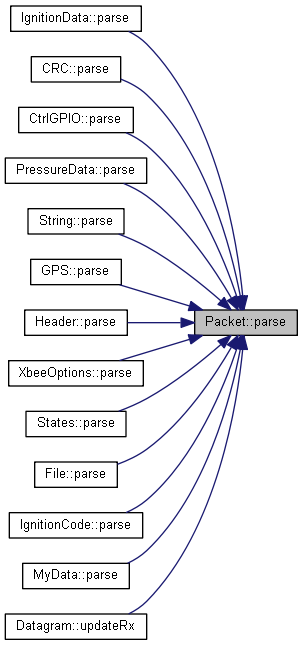 IgnitionData::parse
CRC::parse
CtrlGPIO::parse
PressureData::parse
String::parse
GPS::parse
Header::parse
Packet::parse
XbeeOptions::parse
States::parse
File::parse
IgnitionCode::parse
MyData::parse
Datagram::updateRx